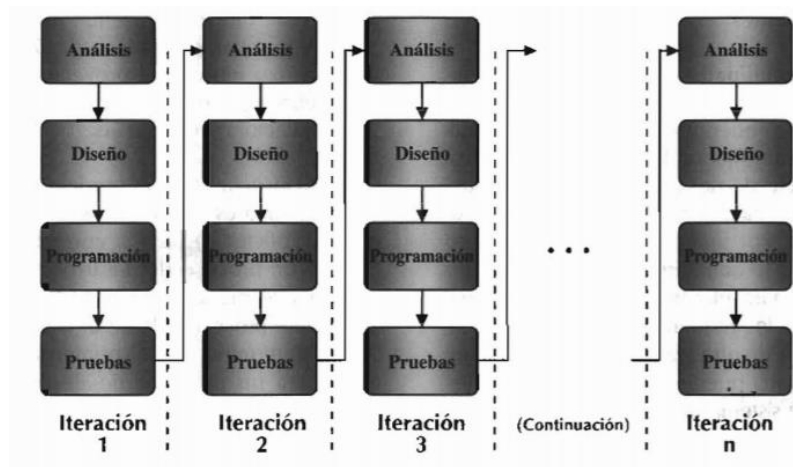 Análisis
Análisis
Análisis
Análisis
Diseño
Diseño
Diseño
Diseño
Programación
Programación
Programación
...
Programación
Pruebas
Pruebas
Pruebas
Pruebas
Iteración
1
Iteración
2
Iteración
3
(Continuación)
Iteración
n